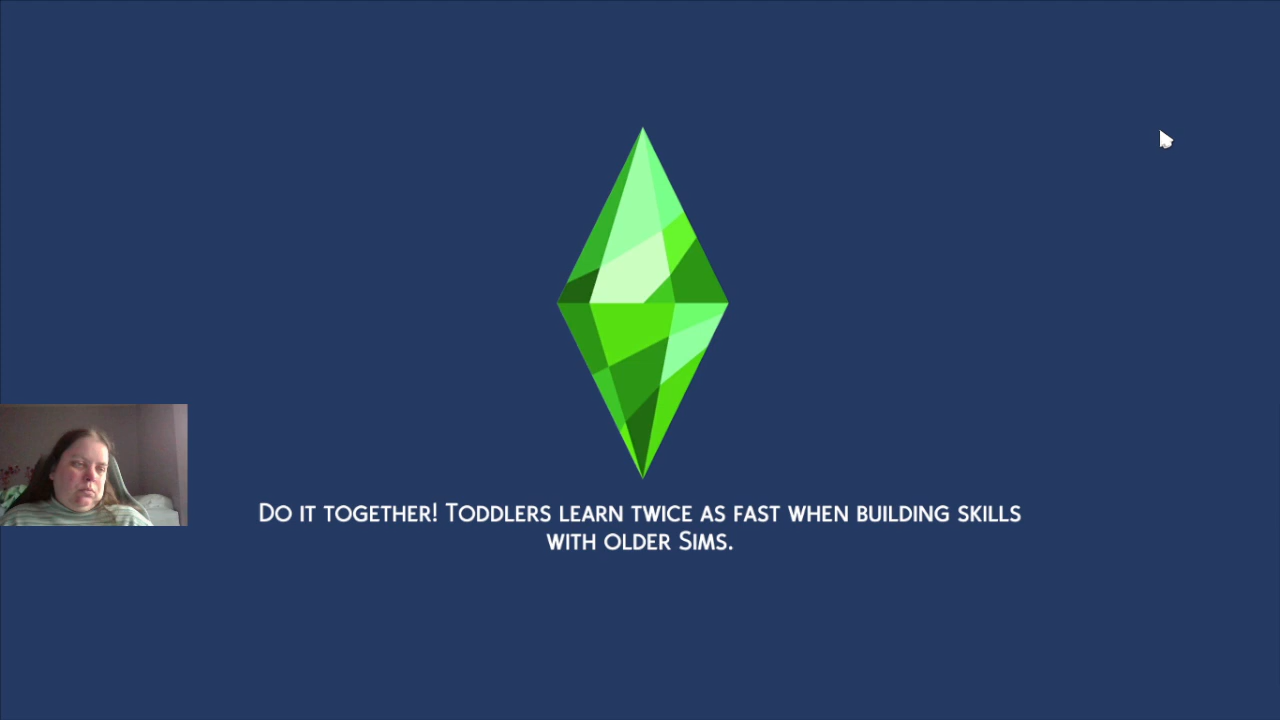 Do it together! Toddlers learn twice as fast when building skills
with older Sims.